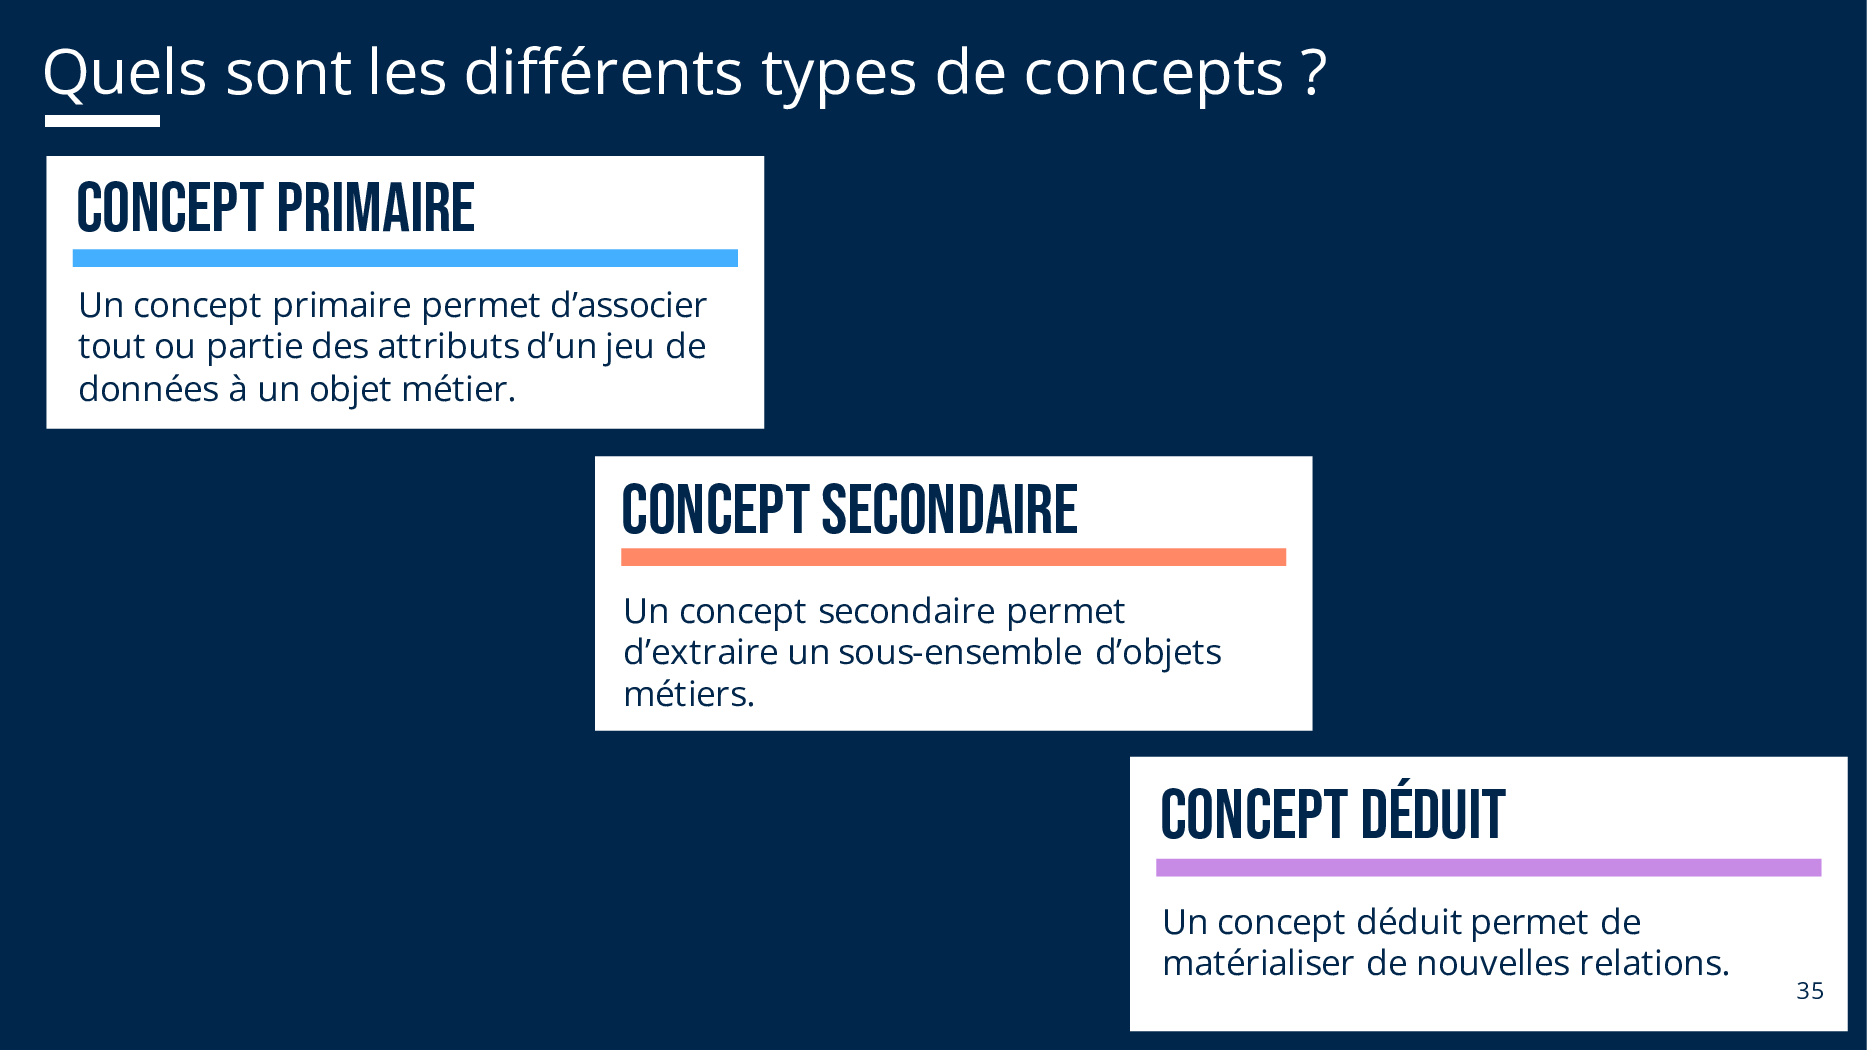 Quels sont les différents types de concepts ?
CONCEPT PRIMAIRE
Un concept primaire permet d’associer
tout ou partie des attributs d’un jeu de
données à un objet métier.
CONCEPT SECONDAIRE
Un concept secondaire permet
d’extraire un sous-ensemble d’objets
métiers.
CONCEPT DÉDUIT
Un concept déduit permet de
matérialiser de nouvelles relations.
35